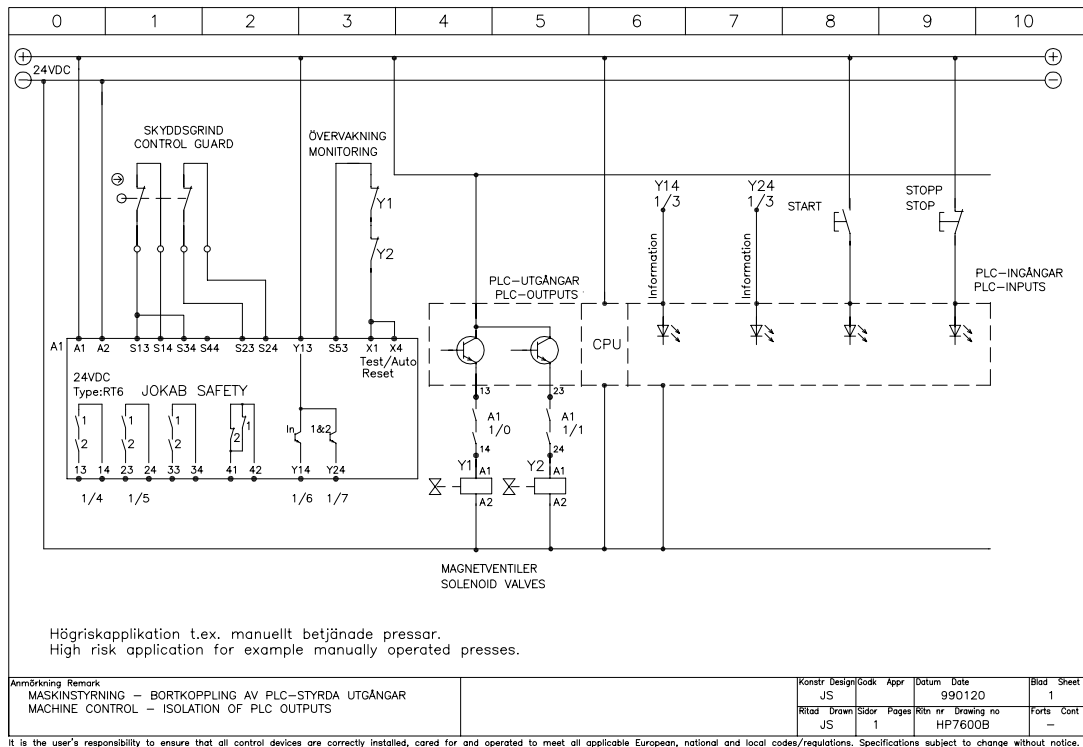 0 1 2 3 4 5 6 7 8 9 10
24VDC
SKYDDSGRIND
CONTROL GUARD
ÖVERVAKNING
MONITORING
Y1
Y2
Y14
1/3
Y24
1/3
START
STOPP
STOP
Information
Information
PLC-UTGÅNGAR
PLC-OUTPUTS
PLC-INGÅNGAR
PLC-INPUTS
CPU
A1
A1 A2 S13 S14 S34 S44 S23 S24 Y13 S53 X1 X4
Test/Auto
Reset
24VDC
Type:RT6 JOKAB SAFETY
1 1 1 1
2 2 2 2
In 1&2
13 14 23 24 33 34 41 42 Y14 Y24
1/4 1/5 1/6 1/7
13 23
A1 A1
1/0 1/1
14 24
Y1 A1 Y2 A1
A2 A2
MAGNETVENTILER
SOLENOID VALVES
Högriskapplikation t.ex. manuellt betjänade pressar.
High risk application for example manually operated presses.
Anmörkning Remark
MASKINSTYRNING – BORTKOPPLING AV PLC-STYRDA UTGÅNGAR
MACHINE CONTROL – ISOLATION OF PLC OUTPUTS
Konstr Design Godk Appr Datum Date Blad Sheet
JS 990120 1
Ritad Drawn Sidor Pages Ritn nr Drawing no Forts Cont
JS 1 HP7600B –
It is the user's responsibility to ensure that all control devices are correctly installed, cared for and operated to meet all applicable European, national and local codes/regulations. Specifications subject to change without notice.